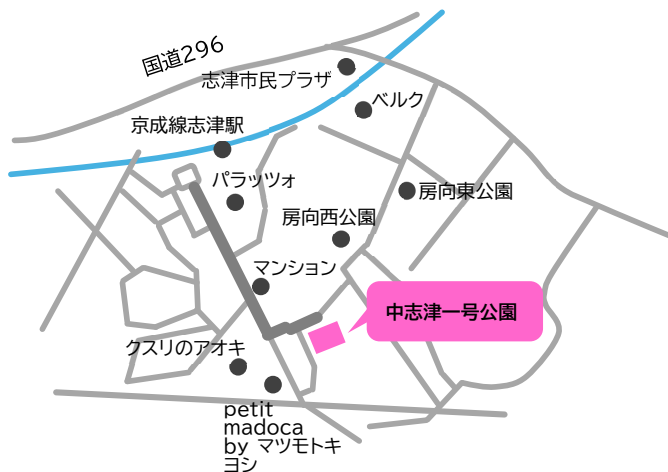 国道296
志津市民プラザ
ベルク
京成線志津駅
パラッツォ
房向東公園
房向西公園
マンション
中志津一号公園
クスリのアオキ
petit
madoca
by マツモトキ
ヨシ